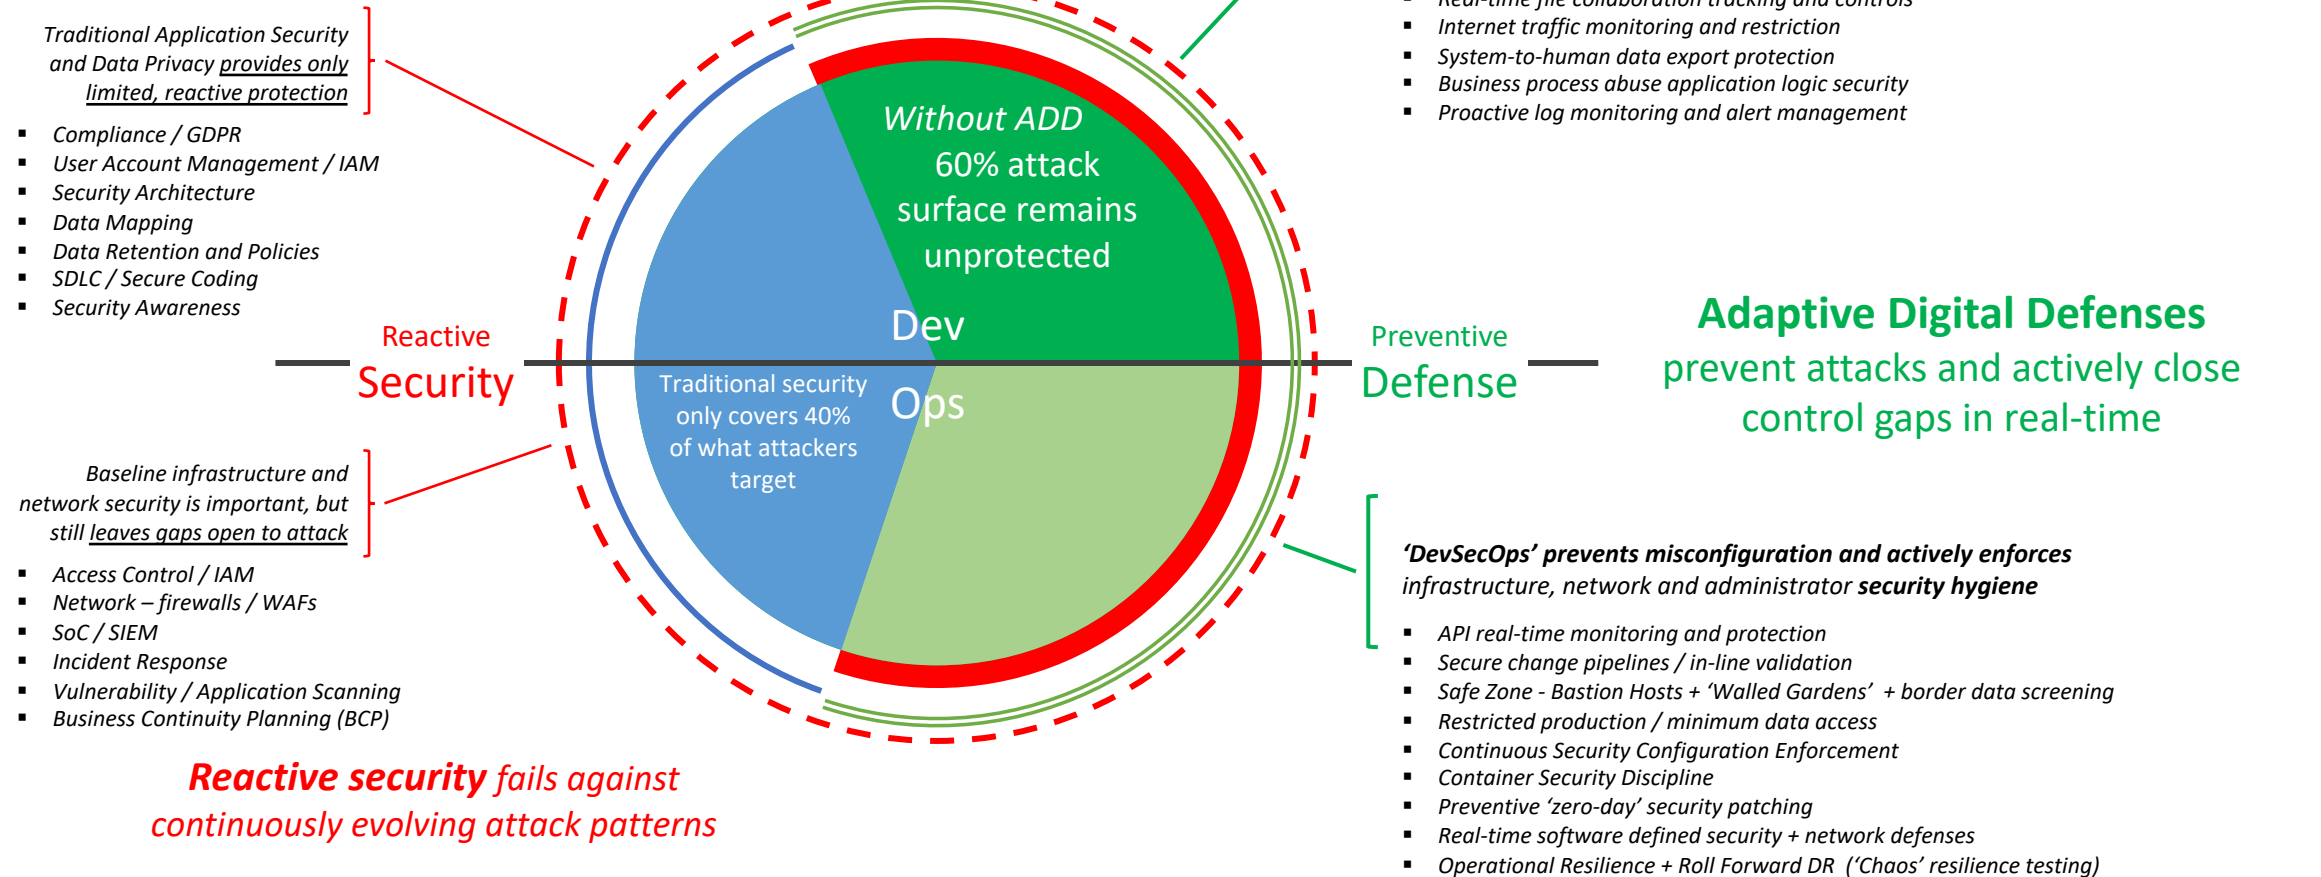 Traditional Application Security
and Data Privacy provides only
limited, reactive protection
▪ Compliance / GDPR
▪ User Account Management / IAM
▪ Security Architecture
▪ Data Mapping
▪ Data Retention and Policies
▪ SDLC / Secure Coding
▪ Security Awareness
Reactive
Security
Baseline infrastructure and
network security is important, but
still leaves gaps open to attack
▪ Access Control / IAM
▪ Network – firewalls / WAFs
▪ SoC / SIEM
▪ Incident Response
▪ Vulnerability / Application Scanning
▪ Business Continuity Planning (BCP)
Reactive security fails against
continuously evolving attack patterns
Without ADD
60% attack
surface remains
unprotected
Dev
Ops
Traditional security
only covers 40%
of what attackers
target
▪ Real-time file collaboration tracking and controls
▪ Internet traffic monitoring and restriction
▪ System-to-human data export protection
▪ Business process abuse application logic security
▪ Proactive log monitoring and alert management
Preventive
Defense
Adaptive Digital Defenses
prevent attacks and actively close
control gaps in real-time
‘DevSecOps’ prevents misconfiguration and actively enforces
infrastructure, network and administrator security hygiene
▪ API real-time monitoring and protection
▪ Secure change pipelines / in-line validation
▪ Safe Zone - Bastion Hosts + ‘Walled Gardens’ + border data screening
▪ Restricted production / minimum data access
▪ Continuous Security Configuration Enforcement
▪ Container Security Discipline
▪ Preventive ‘zero-day’ security patching
▪ Real-time software defined security + network defenses
▪ Operational Resilience + Roll Forward DR (‘Chaos’ resilience testing)